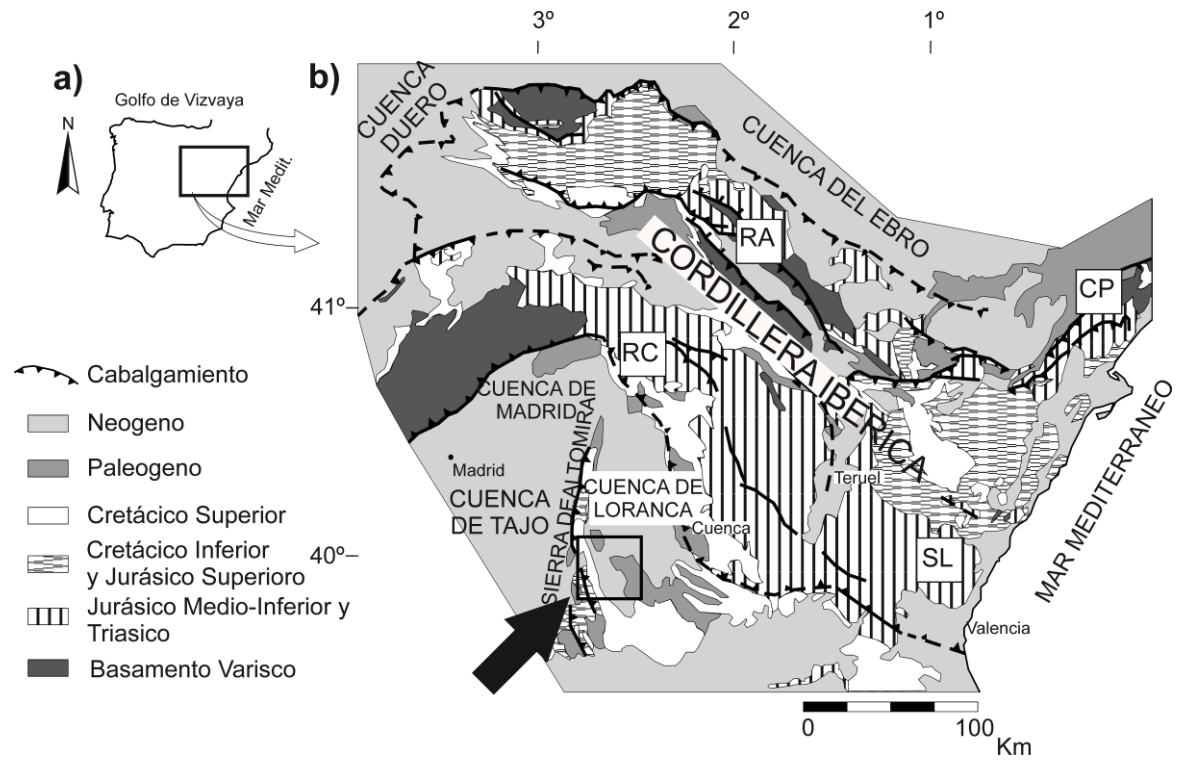 a)
Golfo de Vizvaya
N
Mar Medit.
b)
3º
2º
1º
41º
40º
CUENCA
DUERO
CUENCA DEL EBRO
RA
CORDILLERA IBERICA
CP
RC
CUENCA DE
MADRID
SIERRA DE ALTOMIRA
Madrid
CUENCA
DE TAJO
CUENCA DE
LORANCA
Cuenca
Teruel
SL
MAR MEDITERRANEO
Valencia
Cabalgamiento
Neogeno
Paleogeno
Cretácico Superior
Cretácico Inferior
y Jurásico Superioro
Jurásico Medio-Inferior y
Triasico
Basamento Varisco
0
100
Km